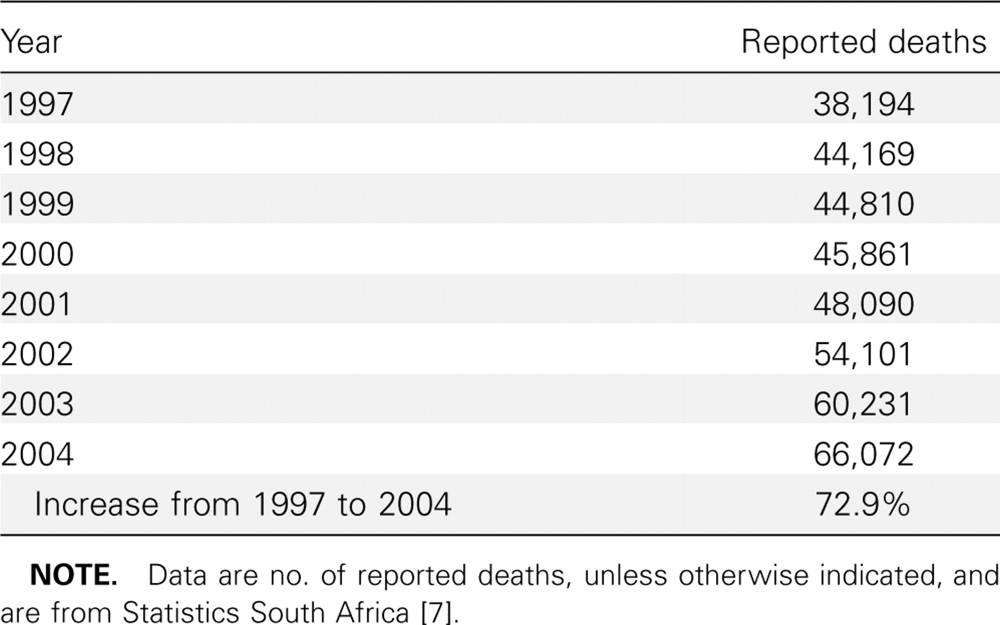 Year Reported deaths
1997 38,194
1998 44,169
1999 44,810
2000 45,861
2001 48,090
2002 54,101
2003 60,231
2004 66,072
Increase from 1997 to 2004 72.9%
NOTE. Data are no. of reported deaths, unless otherwise indicated, and
are from Statistics South Africa [7].